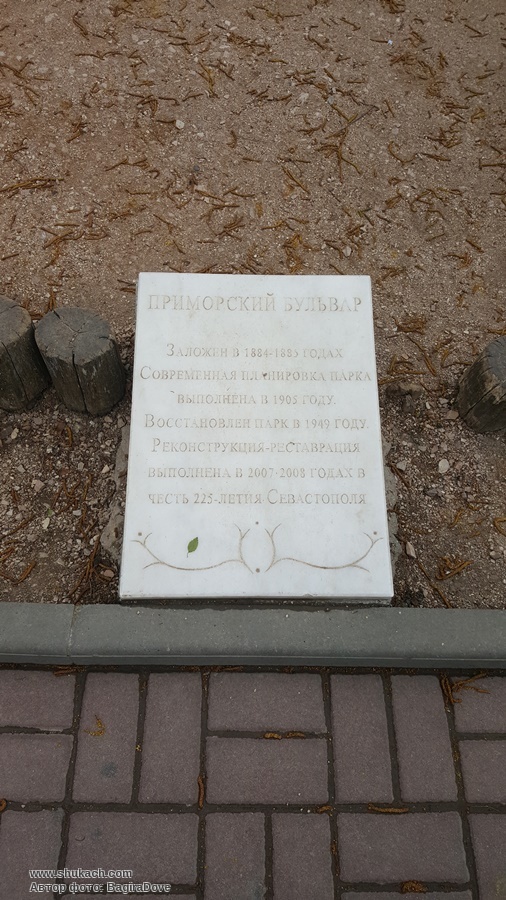 ПРИМОРСКИЙ БУЛЬВАР
ЗАЛОЖЕН В 1884-1885 ГОДАХ
СОВРЕМЕННАЯ ПЛАНИРОВКА ПАРКА
ВЫПОЛНЕНА В 1905 ГОДУ.
ВОССТАНОВЛЕН ПАРК В 1949 ГОДУ.
РЕКОНСТРУКЦИЯ-РЕСТАВРАЦИЯ
ВЫПОЛНЕНА В 2007-2008 ГОДАХ В
ЧЕСТЬ 225-ЛЕТИЯ СЕВАСТОПОЛЯ
www.shukach.com
Автор фото: BagiraDove